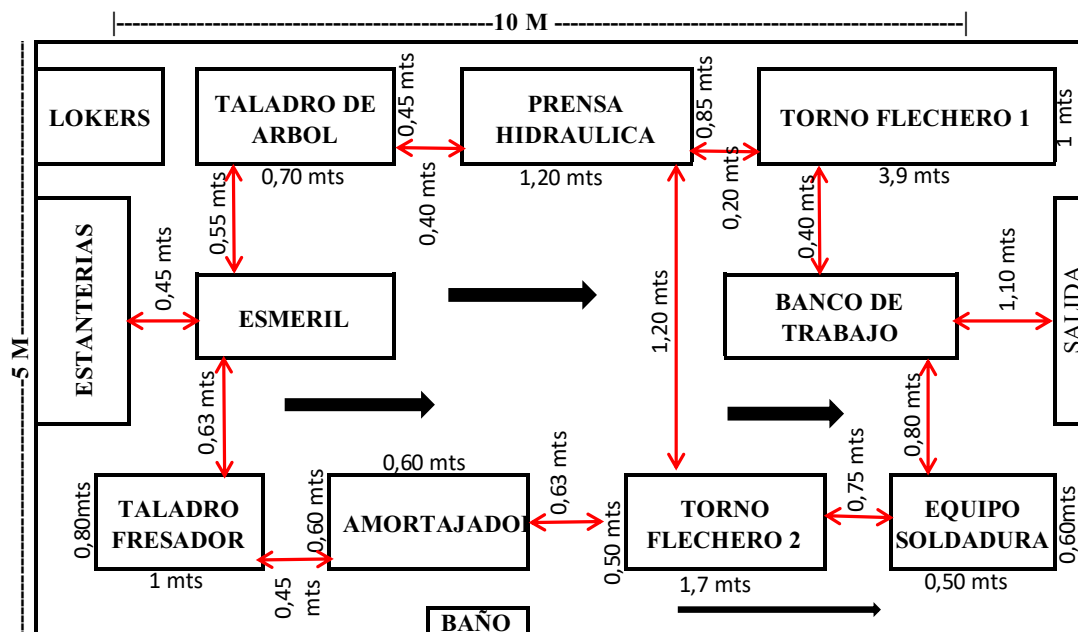 |--------------------------------------------10 M--------------------------------------------|
|--------------------------5 M--------------------------
LOKERS
TALADRO DE
ARBOL
0,45 mts
PRENSA
HIDRAULICA
0,85 mts
TORNO FLECHERO 1
1 mts
0,70 mts
0,40 mts
1,20 mts
0,20 mts
3,9 mts
0,55 mts
0,40 mts
ESTANTERIAS
0,45 mts
ESMERIL
1,20 mts
BANCO DE
TRABAJO
1,10 mts
SALIDA
0,63 mts
0,80 mts
0,60 mts
0,80mts
TALADRO
FRESADOR
0,60 mts
AMORTAJADOR
0,63 mts
0,50 mts
TORNO
FLECHERO 2
0,75 mts
EQUIPO
SOLDADURA
0,60mts
1 mts
0,45
mts
1,7 mts
0,50 mts
BAÑO